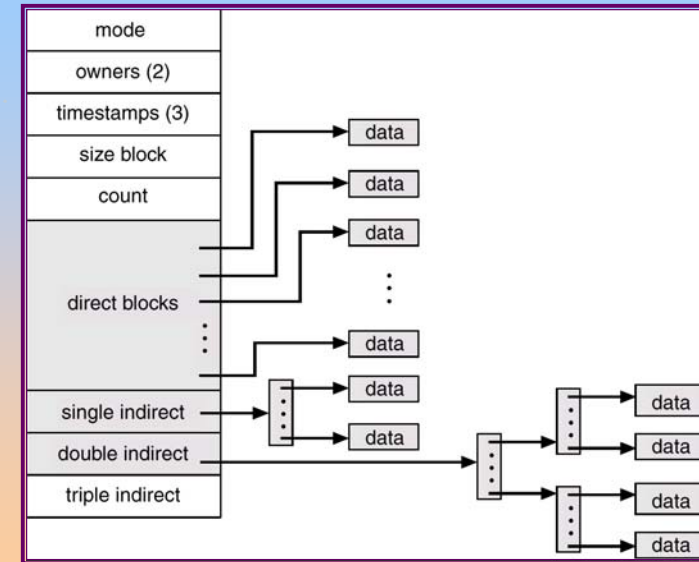 mode
owners (2)
timestamps (3)
size block
count
direct blocks
single indirect
double indirect
triple indirect
data
data
data
data
data
data
data
data
data
data